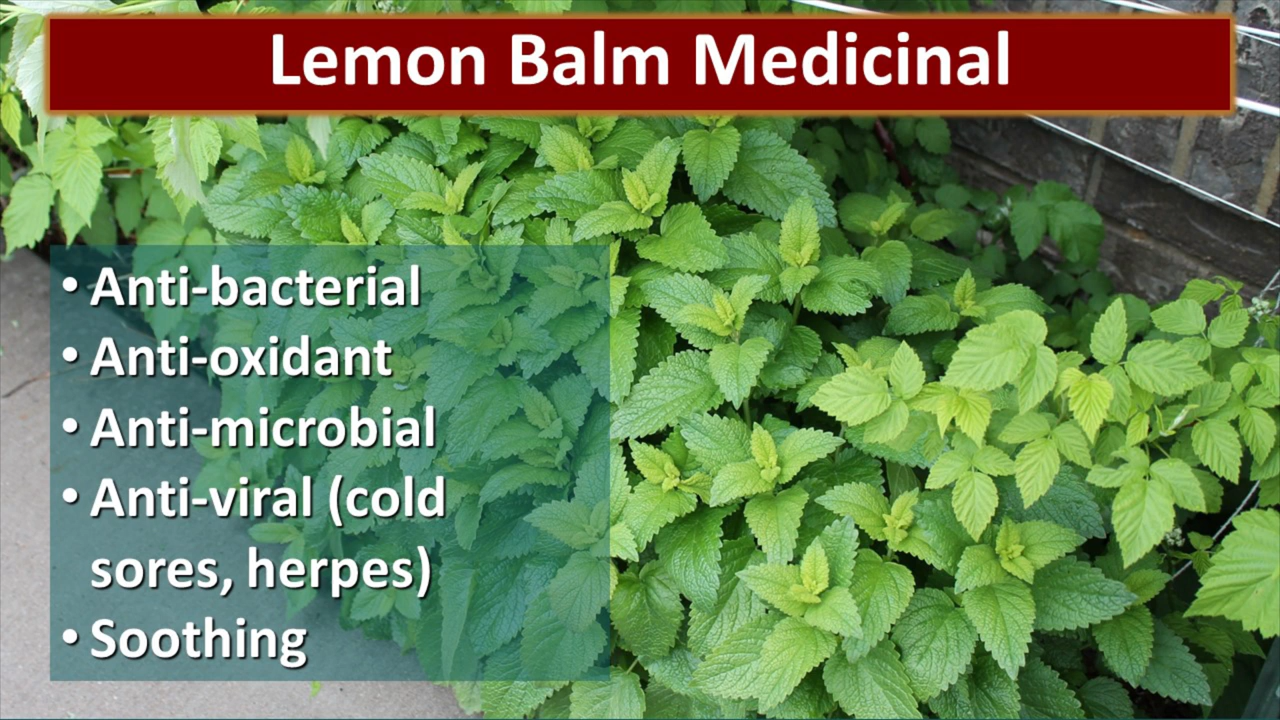 Lemon Balm Medicinal
• Anti-bacterial
• Anti-oxidant
• Anti-microbial
• Anti-viral (cold
sores, herpes)
• Soothing